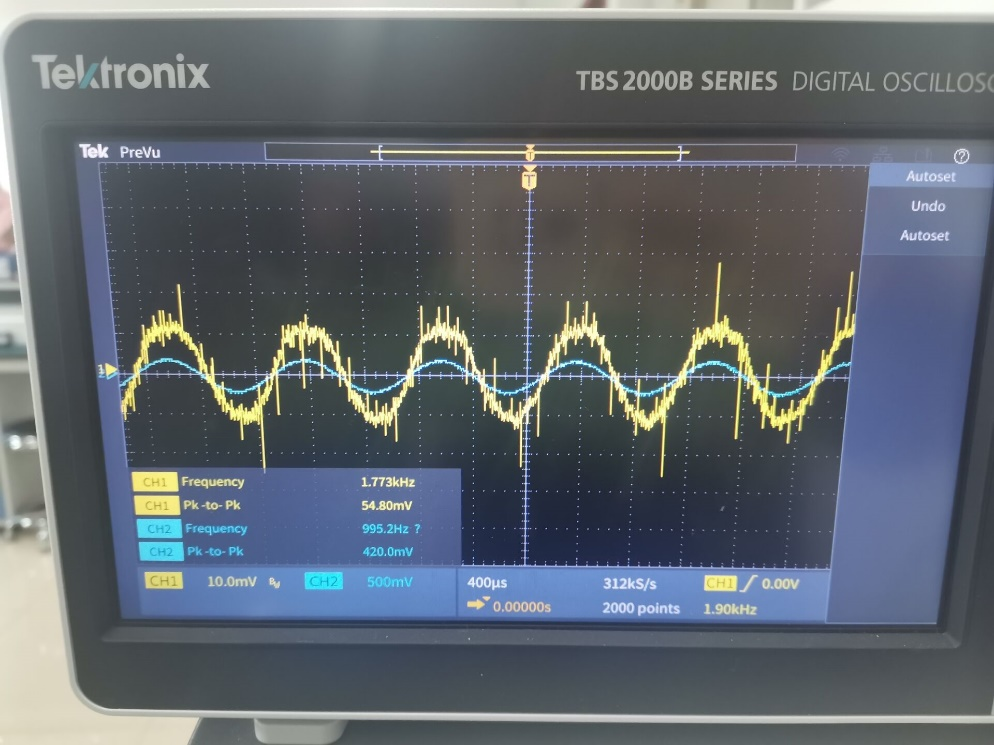 Tektronix
TBS 2000B SERIES DIGITAL OSCILLOSC
Tek PreVu
T
T
?
Autoset
Undo
Autoset
1
CH1 Frequency 1.773kHz
CH1 Pk-to-Pk 54.80mV
CH2 Frequency 995.2Hz ?
CH2 Pk-to-Pk 420.0mV
CH1 10.0mV BW CH2 500mV
400µs 312kS/s CH1 0.00V
0.00000s 2000 points 1.90kHz